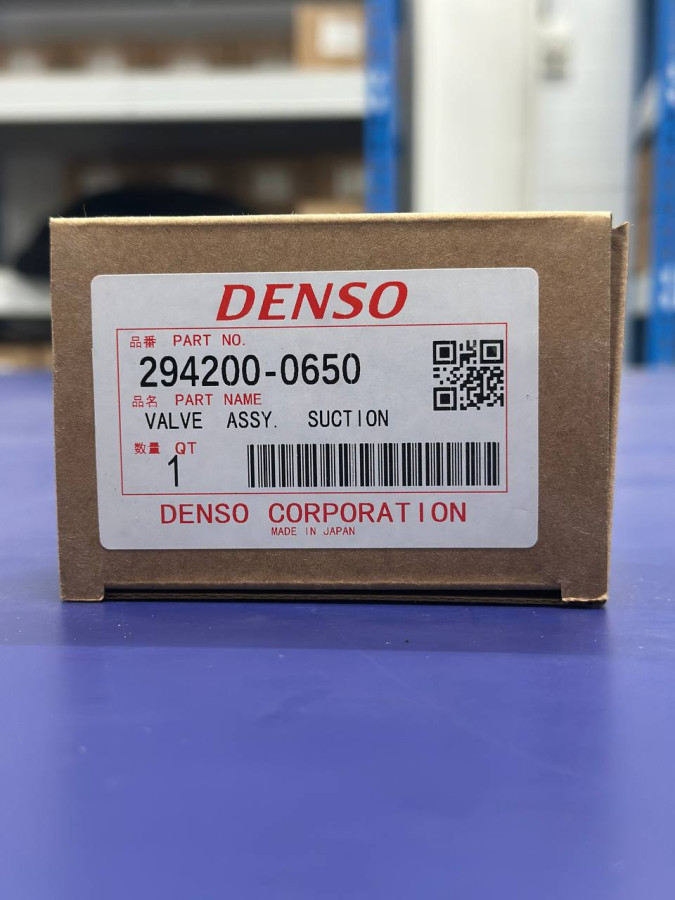 DENSO
品番 PART NO.
294200-0650
品名 PART NAME
VALVE ASSY. SUCTION
数量 QT
1
DENSO CORPORATION
MADE IN JAPAN